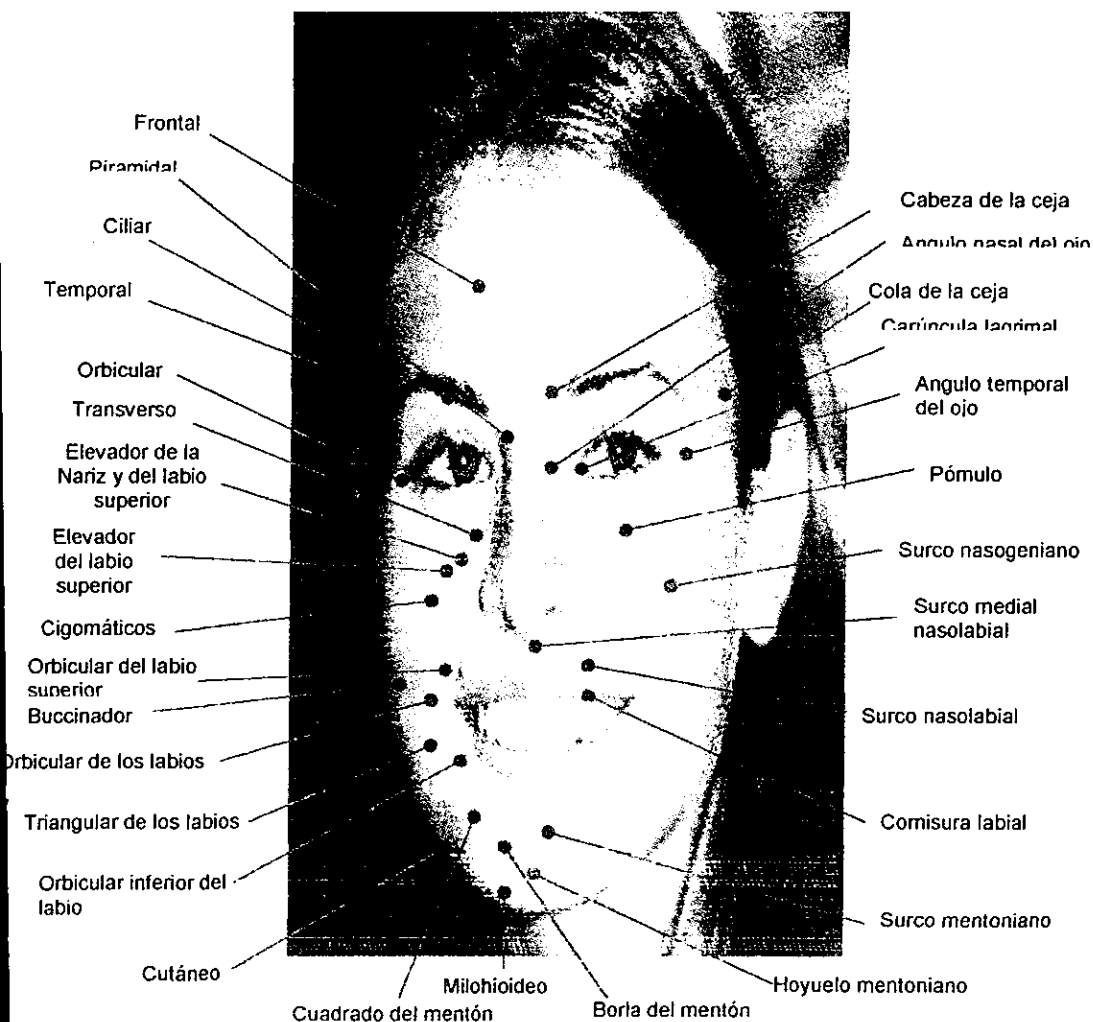 Frontal
Piramidal
Ciliar
Temporal
Orbicular
Transverso
Elevador de la
Nariz y del labio
superior
Elevador
del labio
superior
Cigomáticos
Orbicular del labio
superior
Buccinador
Orbicular de los labios
Triangular de los labios
Orbicular inferior del
labio
Cutáneo
Cuadrado del mentón
Milohioideo
Borla del mentón
Hoyuelo mentoniano
Cabeza de la ceja
Angulo nasal del ojo
Cola de la ceja
Carúncula lagrimal
Angulo temporal
del ojo
Pómulo
Surco nasogeniano
Surco medial
nasolabial
Surco nasolabial
Comisura labial
Surco mentoniano